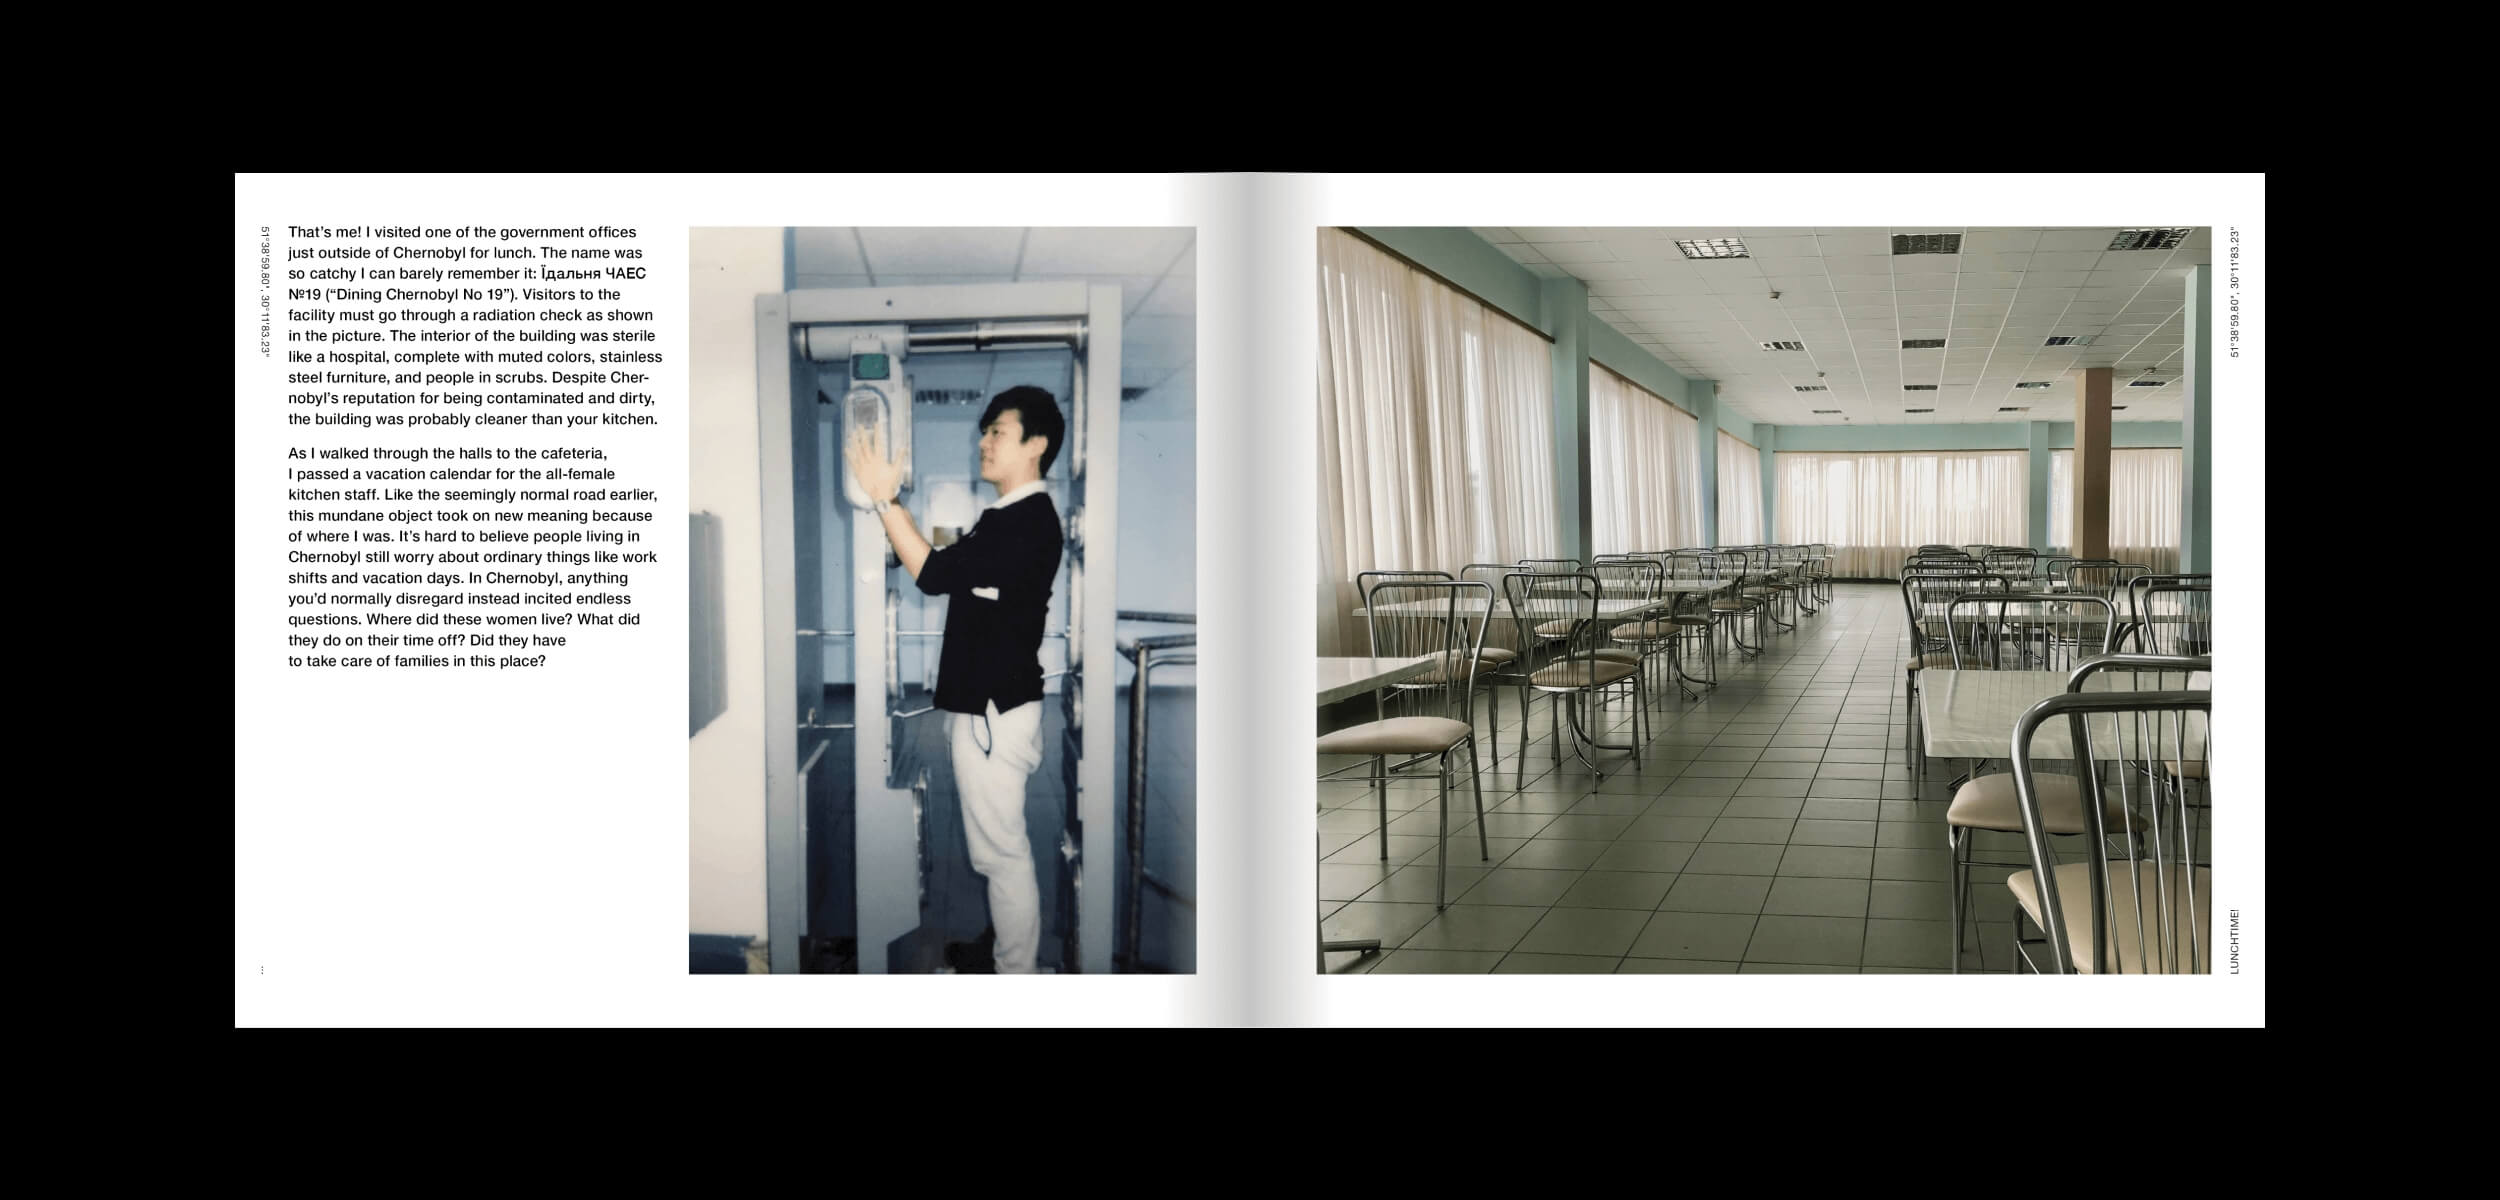 51°38'59.80", 30°11'83.23"
That’s me! I visited one of the government offices
just outside of Chernobyl for lunch. The name was
so catchy I can barely remember it: Їдальня ЧАЕС
№19 (“Dining Chernobyl No 19”). Visitors to the
facility must go through a radiation check as shown
in the picture. The interior of the building was sterile
like a hospital, complete with muted colors, stainless
steel furniture, and people in scrubs. Despite Cher-
nobyl’s reputation for being contaminated and dirty,
the building was probably cleaner than your kitchen.
As I walked through the halls to the cafeteria,
I passed a vacation calendar for the all-female
kitchen staff. Like the seemingly normal road earlier,
this mundane object took on new meaning because
of where I was. It’s hard to believe people living in
Chernobyl still worry about ordinary things like work
shifts and vacation days. In Chernobyl, anything
you’d normally disregard instead incited endless
questions. Where did these women live? What did
they do on their time off? Did they have
to take care of families in this place?
...
51°38'59.80", 30°11'83.23"
LUNCHTIME!